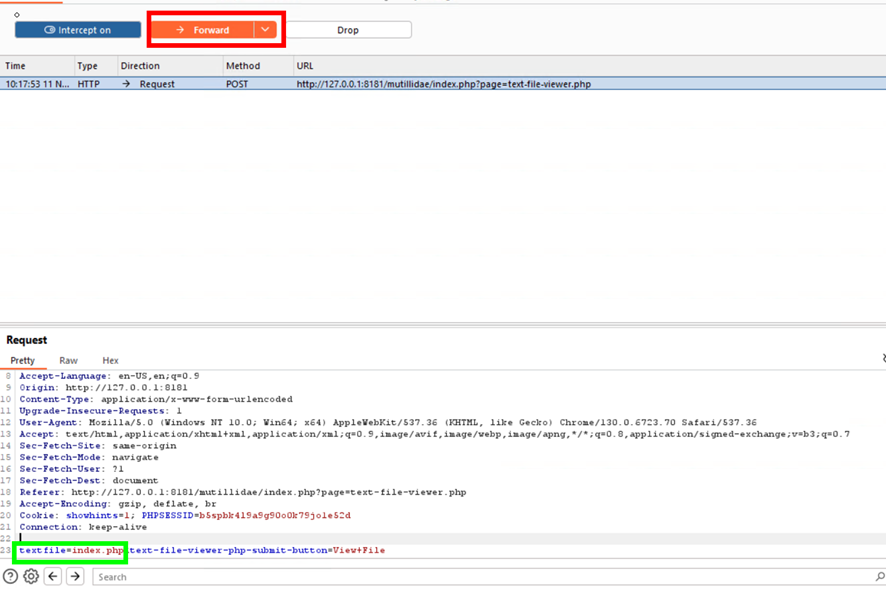 Intercept on
Forward
Drop
Time Type Direction Method URL
10:17:53 11 N... HTTP → Request POST http://127.0.0.1:8181/mutillidae/index.php?page=text-file-viewer.php
Request
Pretty Raw Hex
8 Accept-Language: en-US,en;q=0.9
9 Origin: http://127.0.0.1:8181
10 Content-Type: application/x-www-form-urlencoded
11 Upgrade-Insecure-Requests: 1
12 User-Agent: Mozilla/5.0 (Windows NT 10.0; Win64; x64) AppleWebKit/537.36 (KHTML, like Gecko) Chrome/130.0.6723.70 Safari/537.36
13 Accept: text/html,application/xhtml+xml,application/xml;q=0.9,image/avif,image/webp,image/apng,*/*;q=0.8,application/signed-exchange;v=b3;q=0.7
14 Sec-Fetch-Site: same-origin
15 Sec-Fetch-Mode: navigate
16 Sec-Fetch-User: ?1
17 Sec-Fetch-Dest: document
18 Referer: http://127.0.0.1:8181/mutillidae/index.php?page=text-file-viewer.php
19 Accept-Encoding: gzip, deflate, br
20 Cookie: showhints=1; PHPSESSID=b5spbk419a9g90o0k79jo1e52d
21 Connection: keep-alive
22
23 textfile=index.php text-file-viewer-php-submit-button=View+File
Search